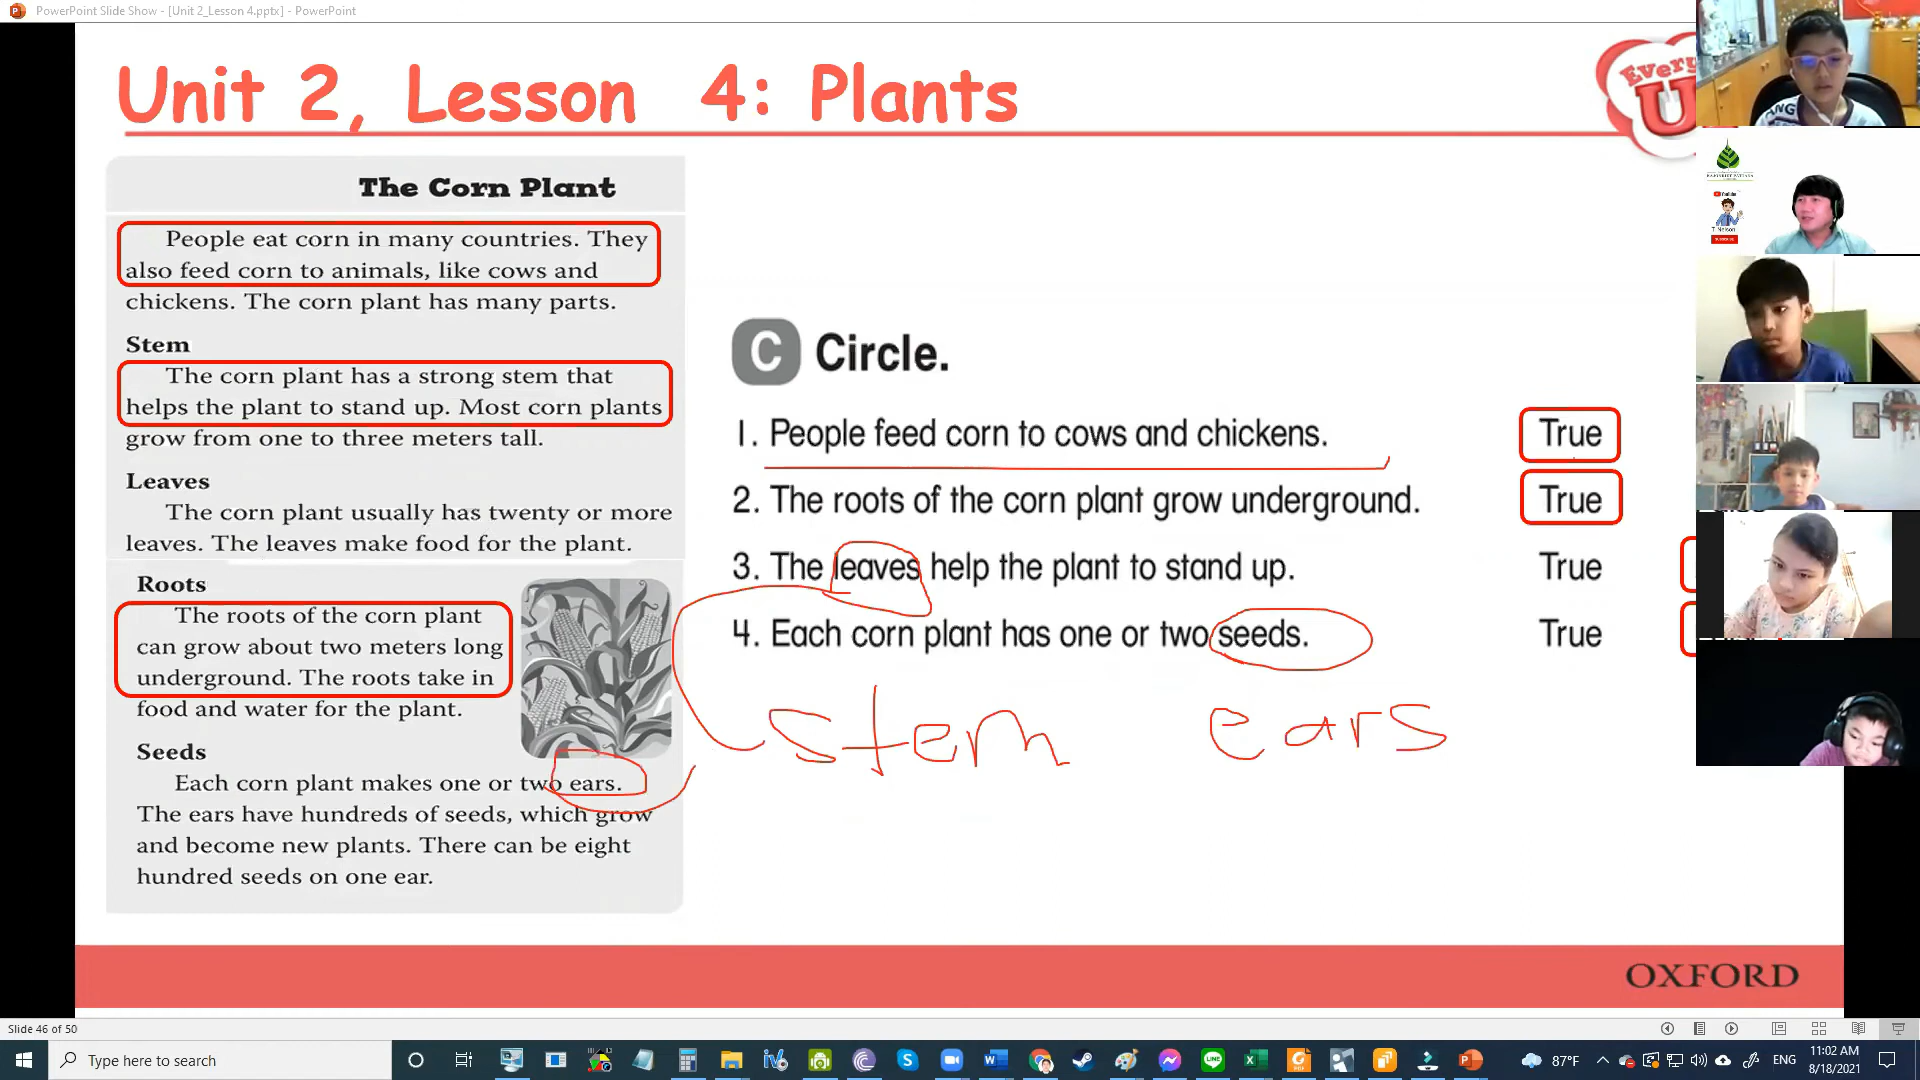 PowerPoint Slide Show - [Unit 2_Lesson 4.pptx] - PowerPoint
Unit 2, Lesson 4: Plants
Every
U
The Corn Plant
People eat corn in many countries. They
also feed corn to animals, like cows and
chickens. The corn plant has many parts.
Stem
The corn plant has a strong stem that
helps the plant to stand up. Most corn plants
grow from one to three meters tall.
Leaves
The corn plant usually has twenty or more
leaves. The leaves make food for the plant.
Roots
The roots of the corn plant
can grow about two meters long
underground. The roots take in
food and water for the plant.
Seeds
Each corn plant makes one or two ears.
The ears have hundreds of seeds, which grow
and become new plants. There can be eight
hundred seeds on one ear.
C Circle.
1. People feed corn to cows and chickens. True
2. The roots of the corn plant grow underground. True
3. The leaves help the plant to stand up. True
4. Each corn plant has one or two seeds. True
stem ears
YouTube
T. Nelson
SUBSCRIBE
OXFORD
Slide 46 of 50
Type here to search
87°F
ENG
11:02 AM
8/18/2021